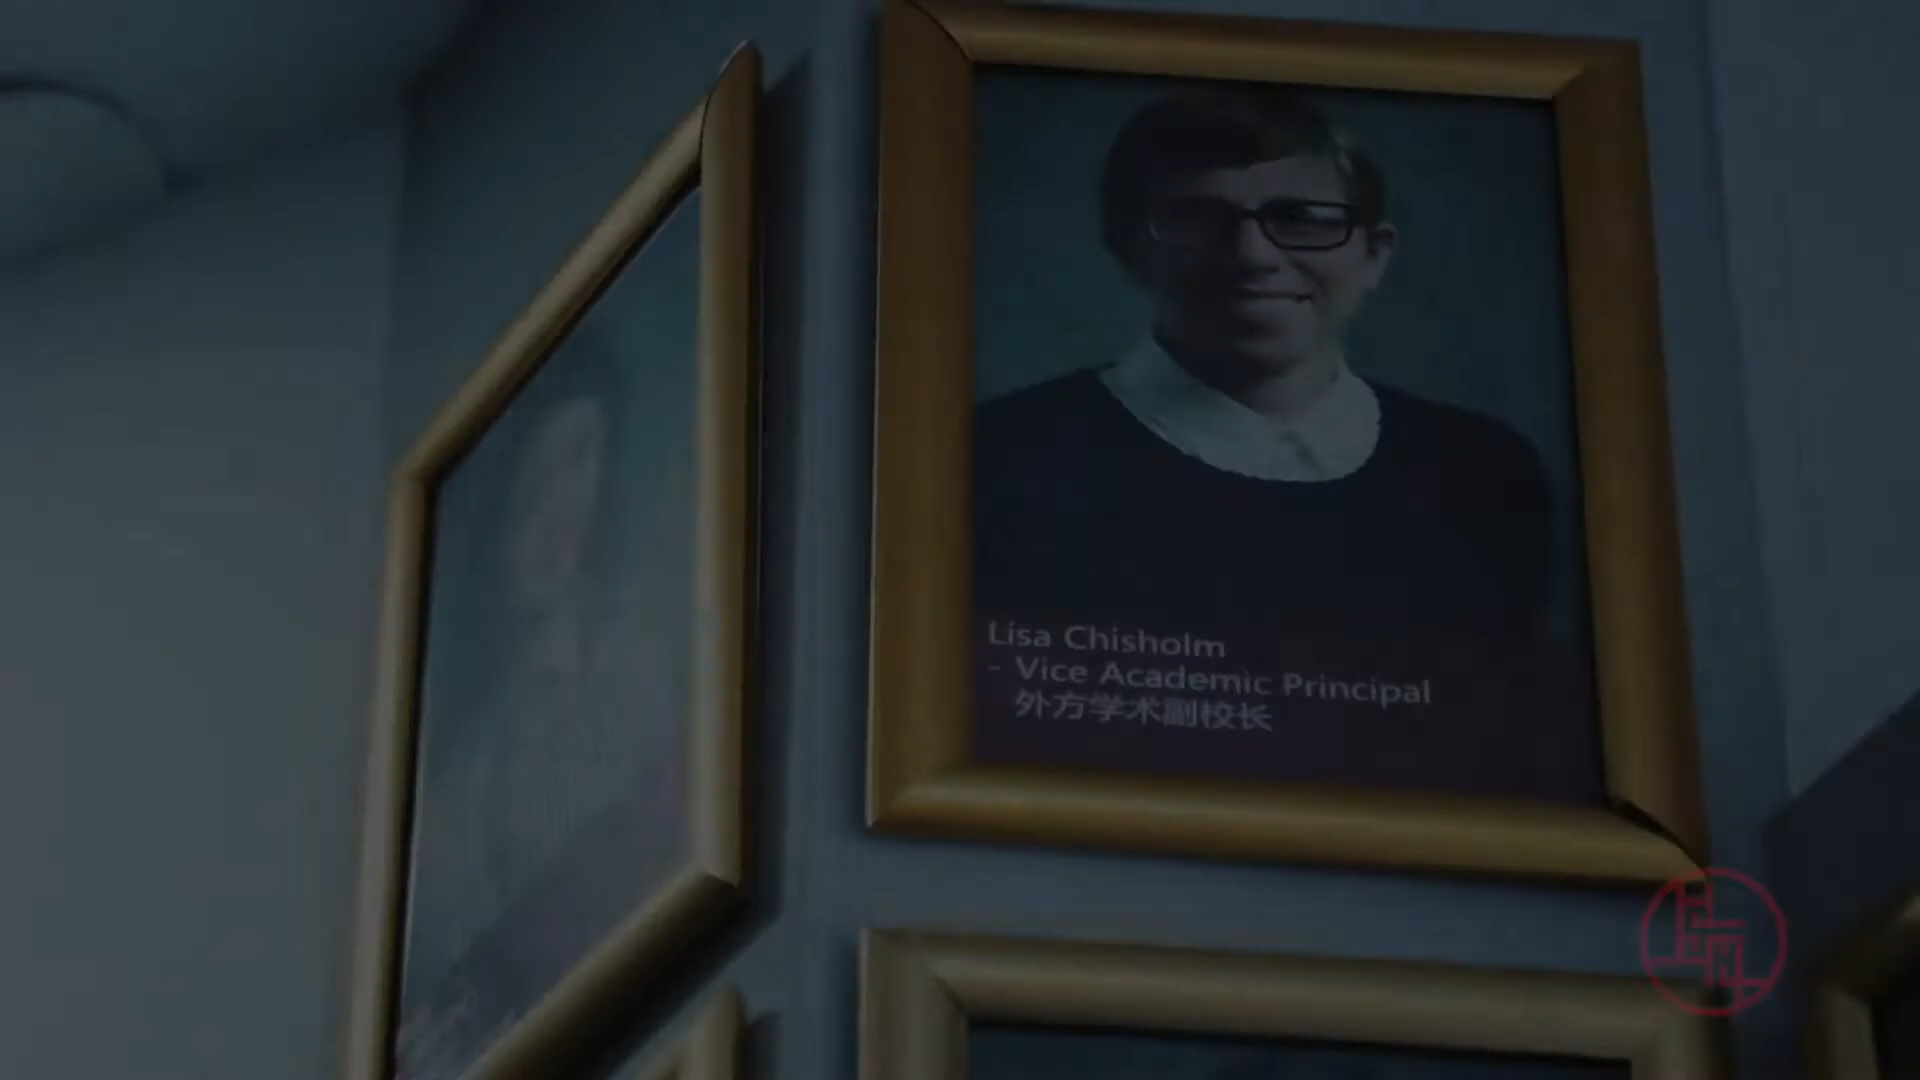 Lisa Chisholm
- Vice Academic Principal
外方学术副校长